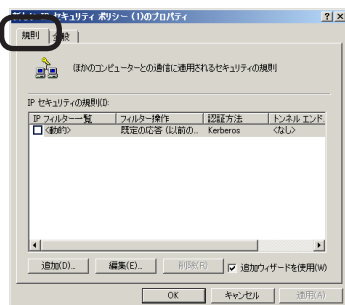 新しい IP セキュリティ ポリシー (1)のプロパティ
規則 全般
ほかのコンピューターとの通信に適用されるセキュリティの規則
IP セキュリティの規則(I):
IP フィルター一覧 フィルター操作 認証方法 トンネル エンド
<動的> 既定の応答 (以前の... Kerberos <なし>
追加(D)... 編集(E)... 削除(R) 追加ウィザードを使用(W)
OK キャンセル 適用(A)